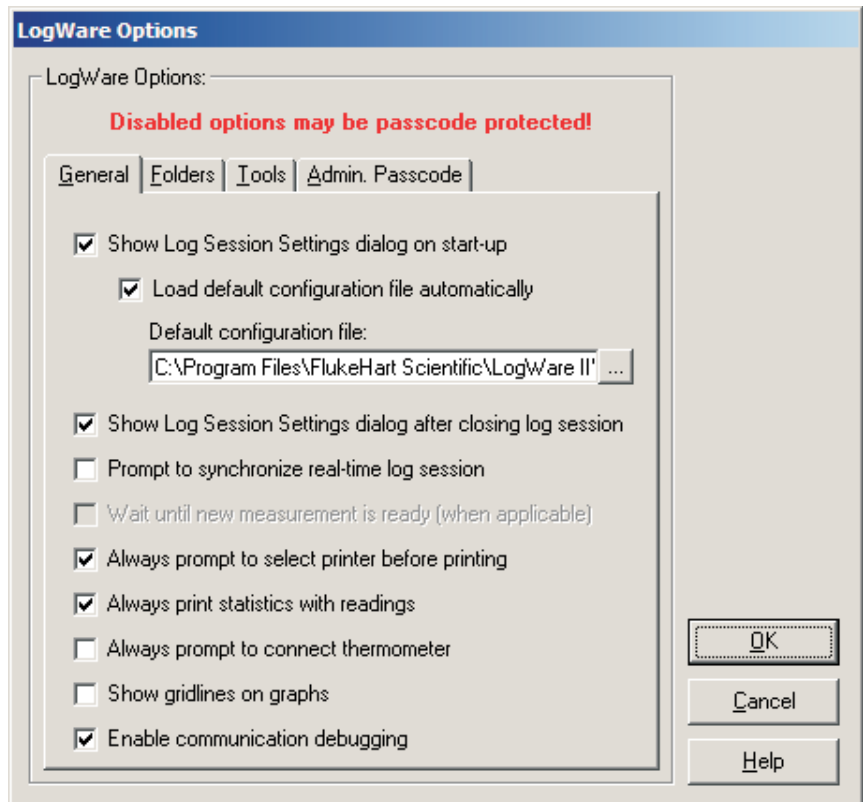 LogWare Options
LogWare Options:
Disabled options may be passcode protected!
General Folders Tools Admin. Passcode
Show Log Session Settings dialog on start-up
Load default configuration file automatically
Default configuration file:
C:\Program Files\FlukeHart Scientific\LogWare II\ ...
Show Log Session Settings dialog after closing log session
Prompt to synchronize real-time log session
Wait until new measurement is ready (when applicable)
Always prompt to select printer before printing
Always print statistics with readings
Always prompt to connect thermometer
Show gridlines on graphs
Enable communication debugging
OK
Cancel
Help